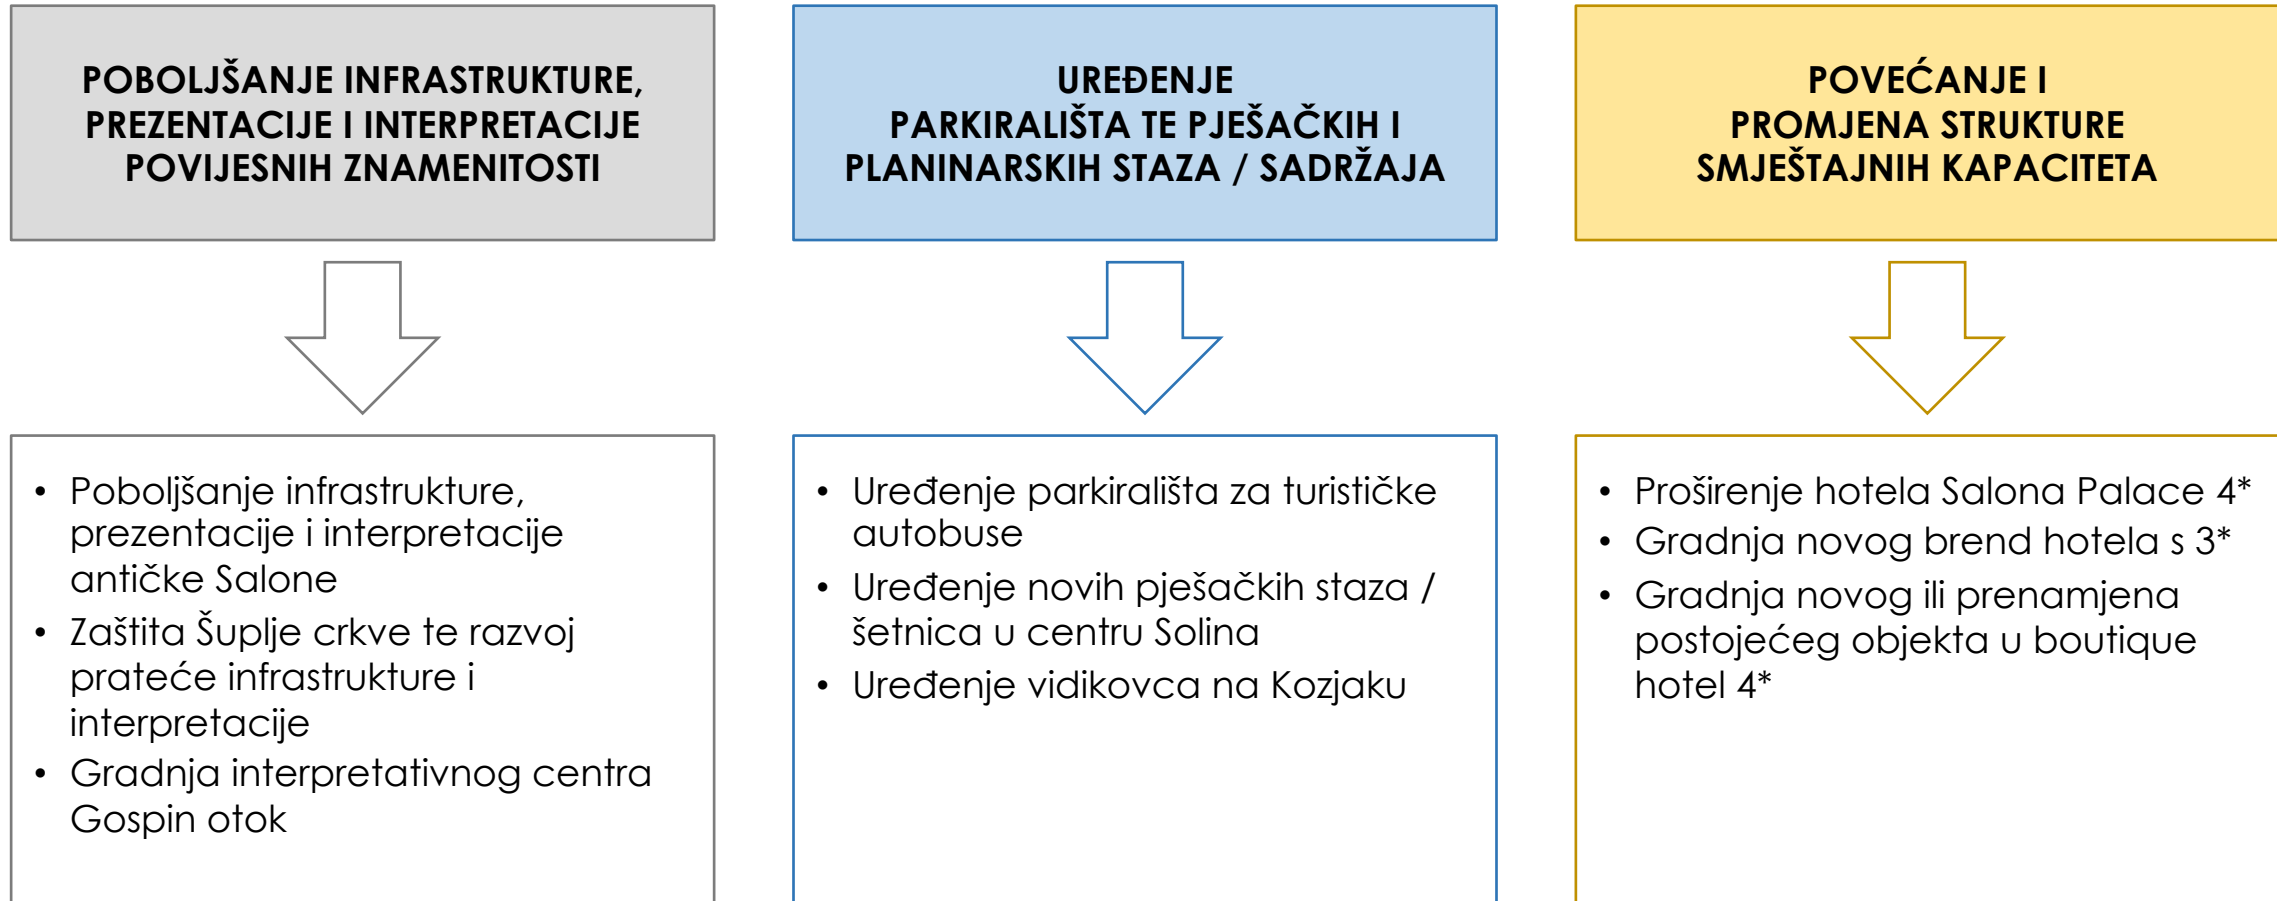 POBOLJŠANJE INFRASTRUKTURE,
PREZENTACIJE I INTERPRETACIJE
POVIJESNIH ZNAMENITOSTI
• Poboljšanje infrastrukture,
prezentacije i interpretacije
antičke Salone
• Zaštita Šuplje crkve te razvoj
prateće infrastrukture i
interpretacije
• Gradnja interpretativnog centra
Gospin otok
UREĐENJE
PARKIRALIŠTA TE PJEŠAČKIH I
PLANINARSKIH STAZA / SADRŽAJA
• Uređenje parkirališta za turističke
autobuse
• Uređenje novih pješačkih staza /
šetnica u centru Solina
• Uređenje vidikovca na Kozjaku
POVEĆANJE I
PROMJENA STRUKTURE
SMJEŠTAJNIH KAPACITETA
• Proširenje hotela Salona Palace 4*
• Gradnja novog brend hotela s 3*
• Gradnja novog ili prenamjena
postojećeg objekta u boutique
hotel 4*